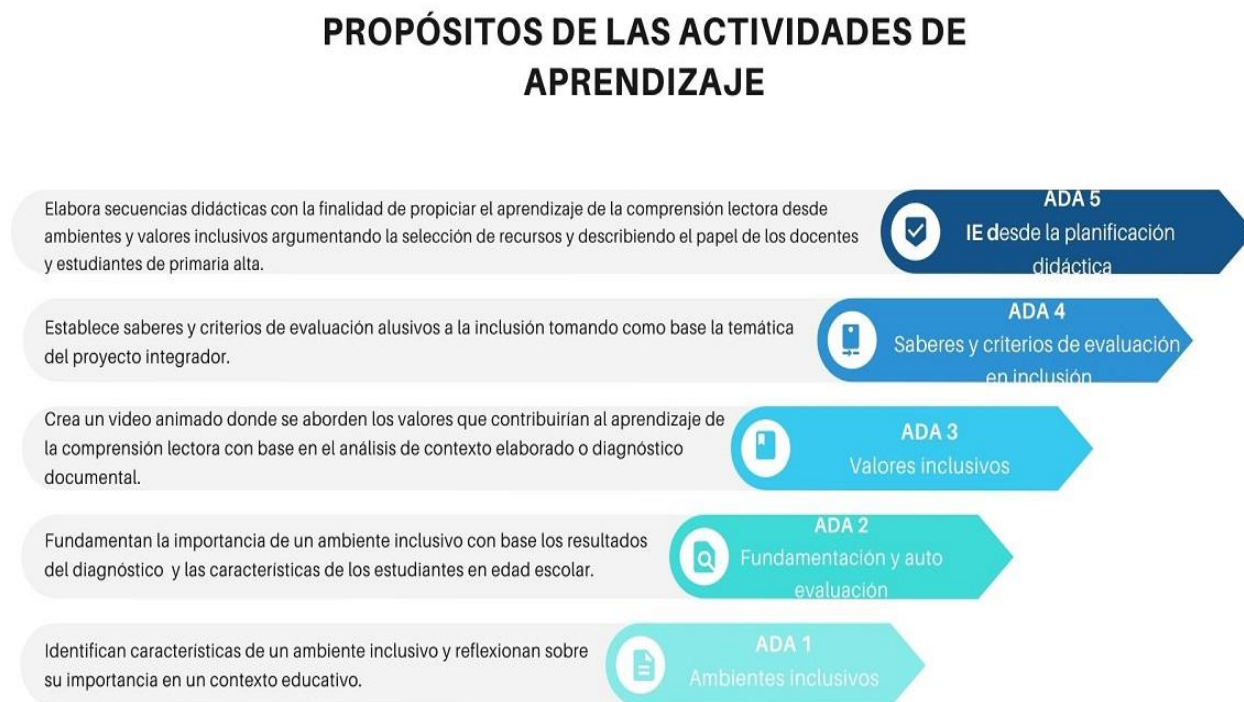 PROPÓSITOS DE LAS ACTIVIDADES DE
APRENDIZAJE
Elabora secuencias didácticas con la finalidad de propiciar el aprendizaje de la comprensión lectora desde
ambientes y valores inclusivos argumentando la selección de recursos y describiendo el papel de los docentes
y estudiantes de primaria alta.
ADA 5
IE desde la planificación
didáctica
Establece saberes y criterios de evaluación alusivos a la inclusión tomando como base la temática
del proyecto integrador.
ADA 4
Saberes y criterios de evaluación
en inclusión
Crea un video animado donde se aborden los valores que contribuirían al aprendizaje de
la comprensión lectora con base en el análisis de contexto elaborado o diagnóstico
documental.
ADA 3
Valores inclusivos
Fundamentan la importancia de un ambiente inclusivo con base los resultados
del diagnóstico y las características de los estudiantes en edad escolar.
ADA 2
Fundamentación y auto
evaluación
Identifican características de un ambiente inclusivo y reflexionan sobre
su importancia en un contexto educativo.
ADA 1
Ambientes inclusivos